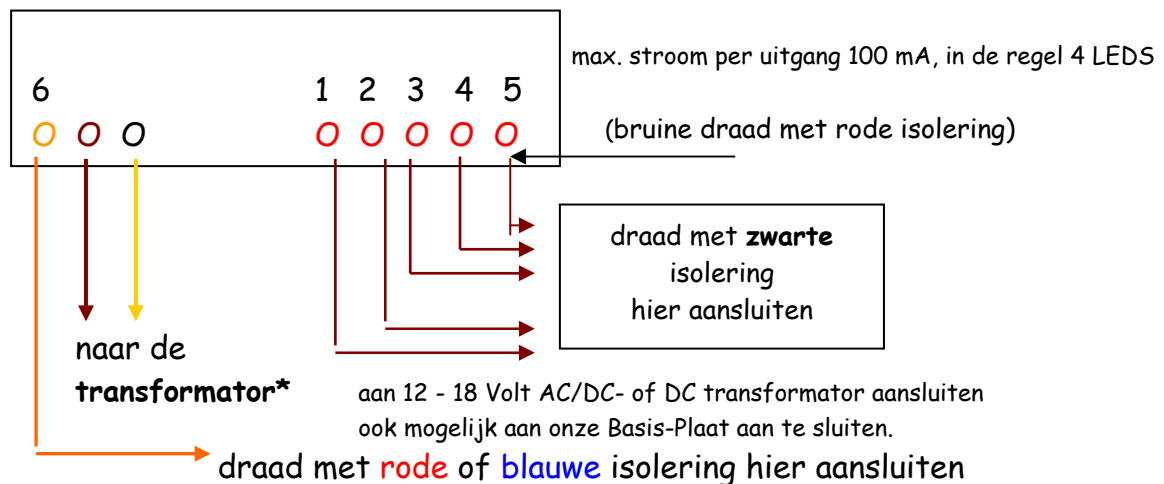 max. stroom per uitgang 100 mA, in de regel 4 LEDS
6 1 2 3 4 5
O O O O O O O O
(bruine draad met rode isolering)
draad met zwarte
isolering
hier aansluiten
naar de
transformator*
aan 12 - 18 Volt AC/DC- of DC transformator aansluiten
ook mogelijk aan onze Basis-Plaat aan te sluiten.
draad met rode of blauwe isolering hier aansluiten